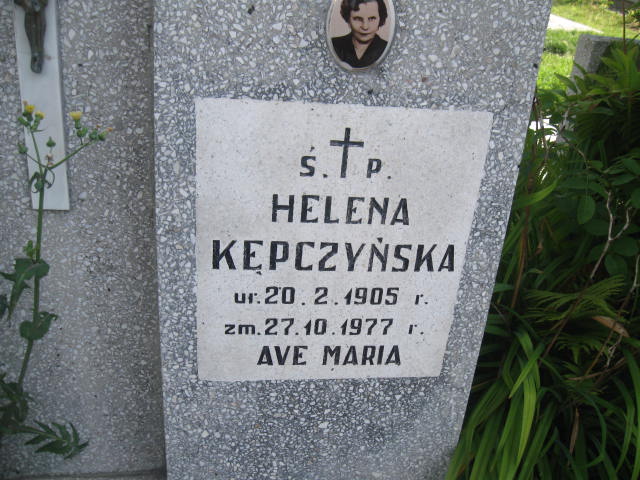 Ś. P.
HELENA
KĘPCZYŃSKA
ur. 20. 2. 1905 r.
zm. 27. 10. 1977 r.
AVE MARIA